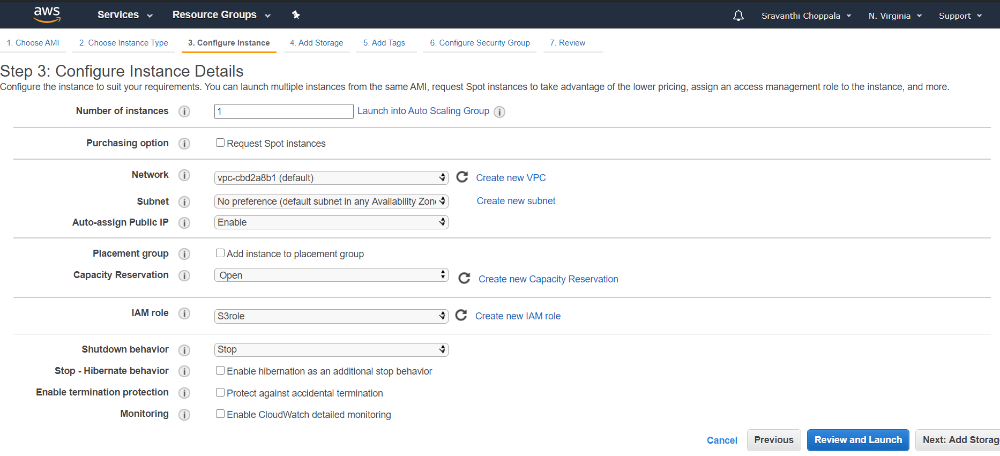 aws Services Resource Groups Sravanthi Choppala N. Virginia Support
1. Choose AMI 2. Choose Instance Type 3. Configure Instance 4. Add Storage 5. Add Tags 6. Configure Security Group 7. Review
Step 3: Configure Instance Details
Configure the instance to suit your requirements. You can launch multiple instances from the same AMI, request Spot instances to take advantage of the lower pricing, assign an access management role to the instance, and more.
Number of instances 1 Launch into Auto Scaling Group
Purchasing option Request Spot instances
Network vpc-cbd2a8b1 (default) Create new VPC
Subnet No preference (default subnet in any Availability Zone Create new subnet
Auto-assign Public IP Enable
Placement group Add instance to placement group
Capacity Reservation Open Create new Capacity Reservation
IAM role S3role Create new IAM role
Shutdown behavior Stop
Stop - Hibernate behavior Enable hibernation as an additional stop behavior
Enable termination protection Protect against accidental termination
Monitoring Enable CloudWatch detailed monitoring
Cancel Previous Review and Launch Next: Add Storag